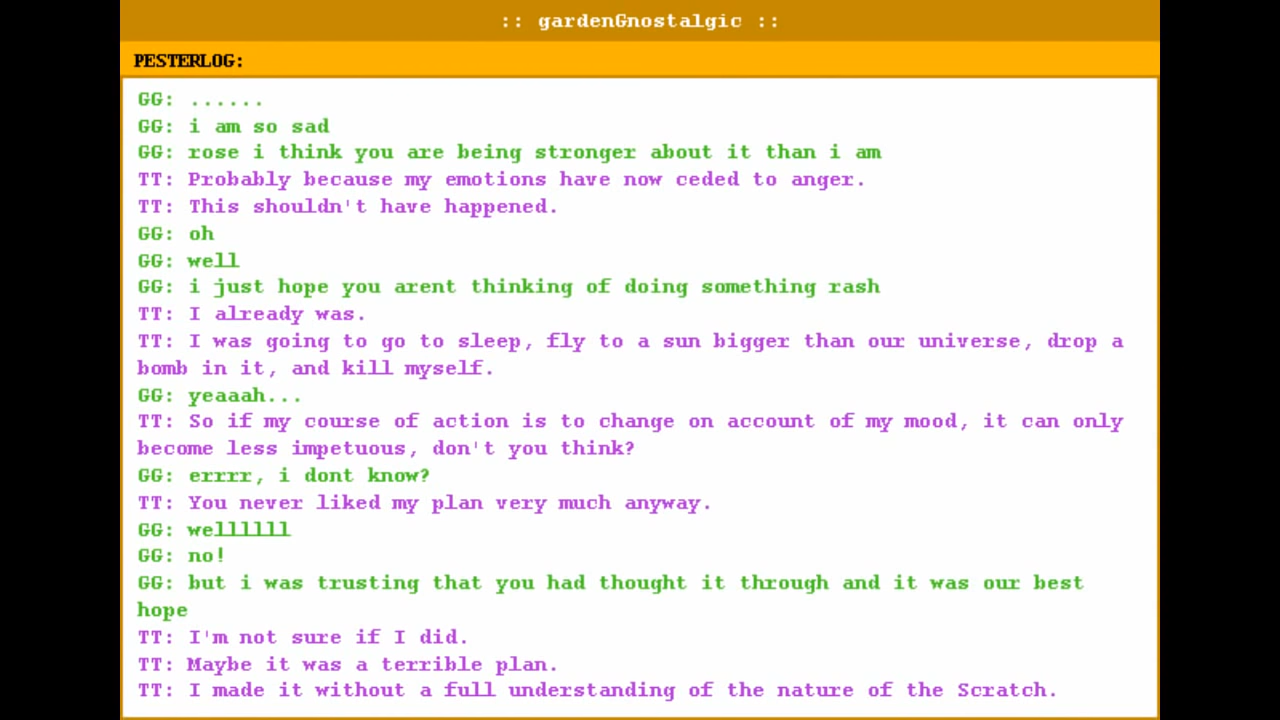 :: gardenGnostalgic ::
PESTERLOG:
GG: ......
GG: i am so sad
GG: rose i think you are being stronger about it than i am
TT: Probably because my emotions have now ceded to anger.
TT: This shouldn't have happened.
GG: oh
GG: well
GG: i just hope you arent thinking of doing something rash
TT: I already was.
TT: I was going to go to sleep, fly to a sun bigger than our universe, drop a
bomb in it, and kill myself.
GG: yeaaah...
TT: So if my course of action is to change on account of my mood, it can only
become less impetuous, don't you think?
GG: errrr, i dont know?
TT: You never liked my plan very much anyway.
GG: wellllll
GG: no!
GG: but i was trusting that you had thought it through and it was our best
hope
TT: I'm not sure if I did.
TT: Maybe it was a terrible plan.
TT: I made it without a full understanding of the nature of the Scratch.